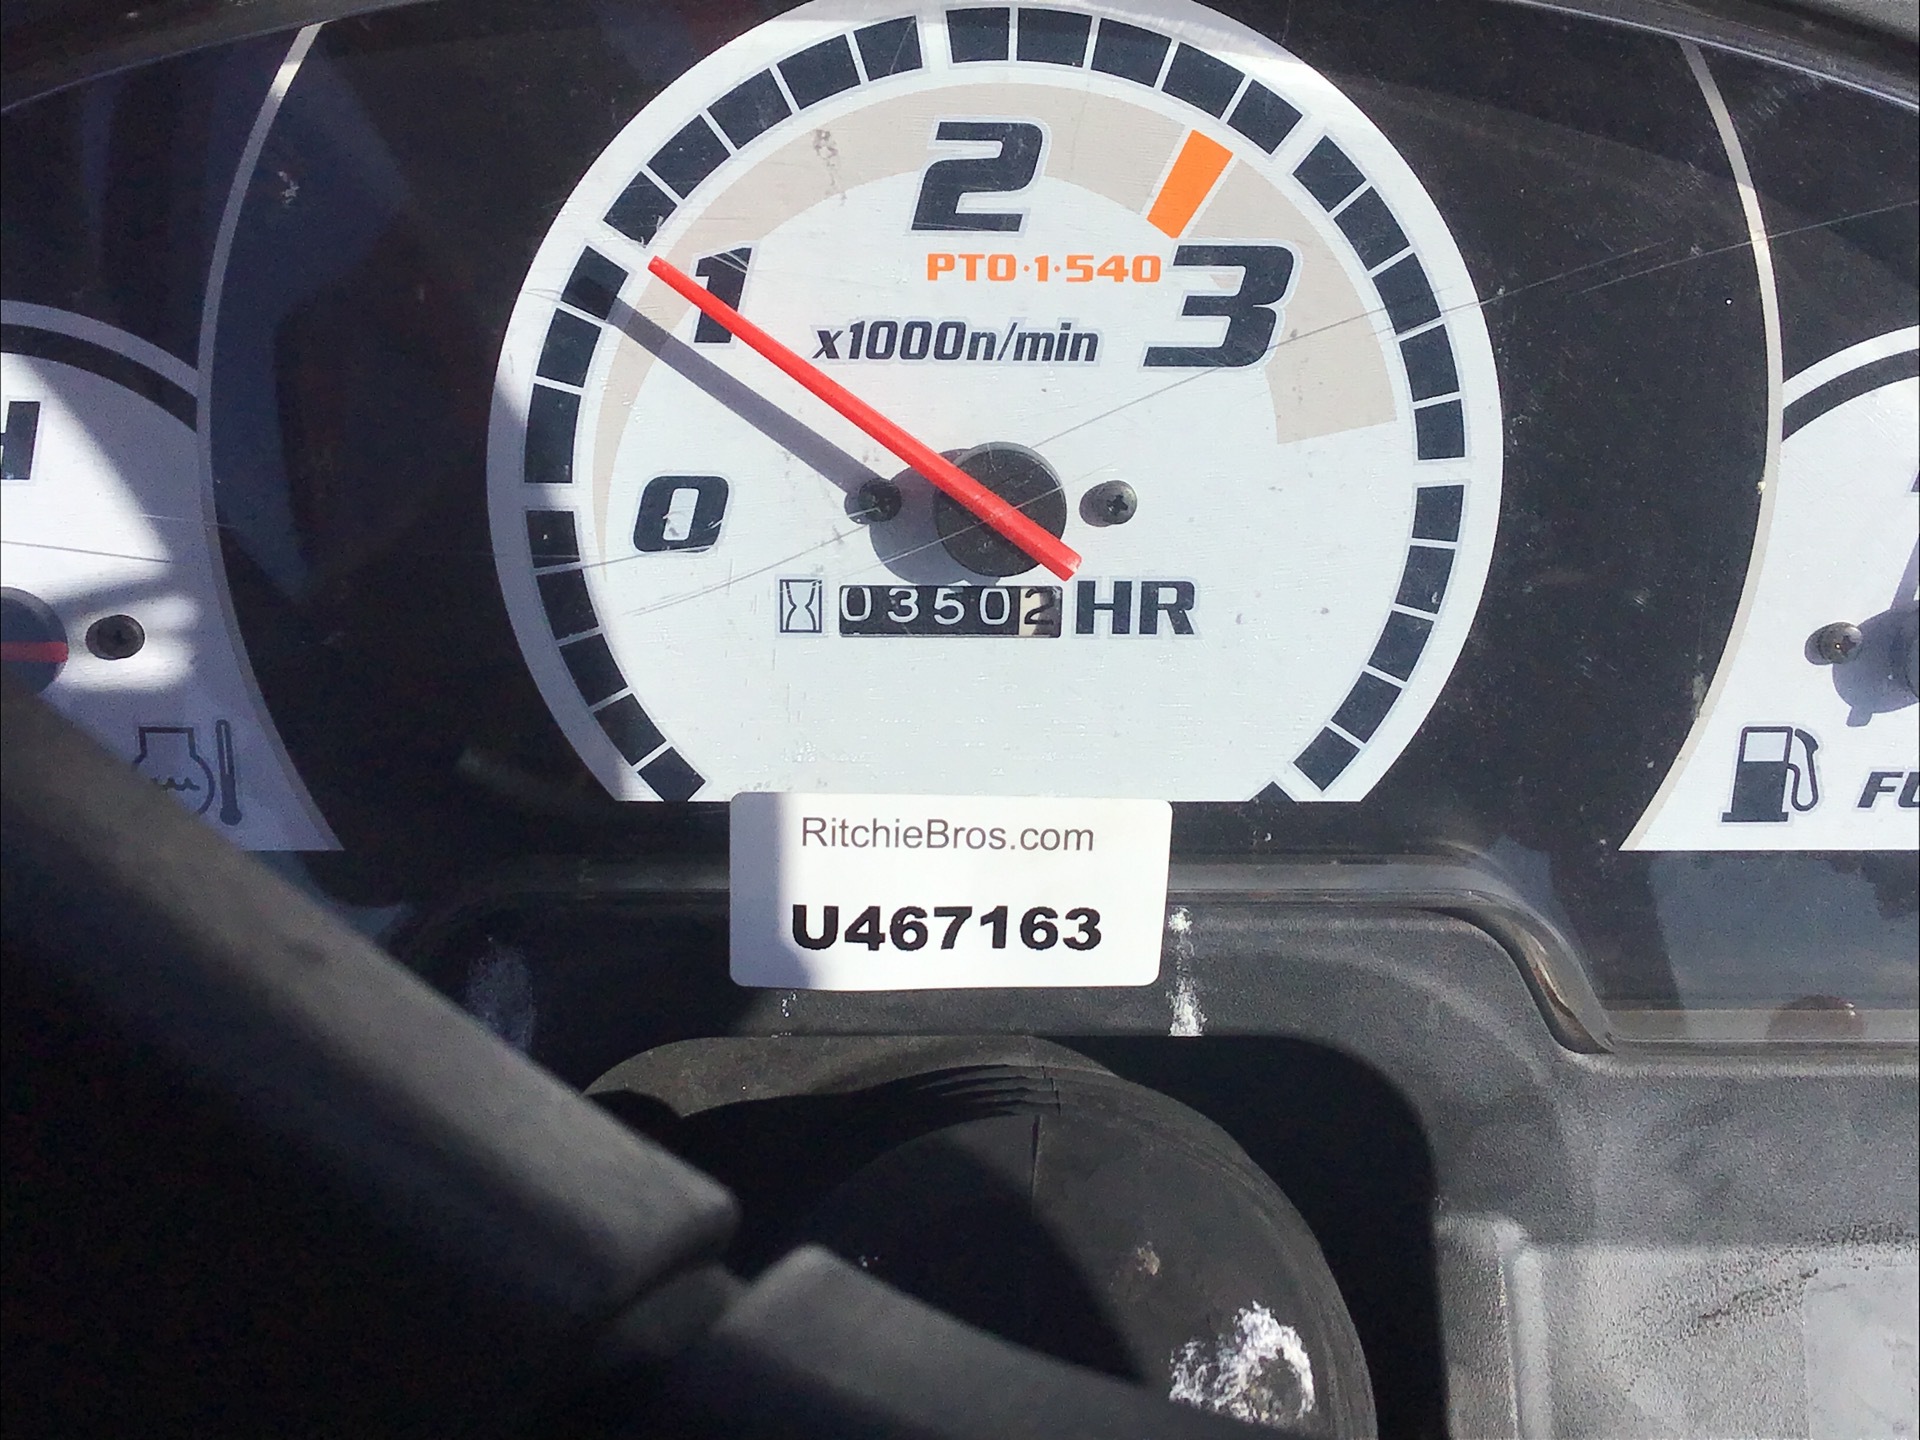 2
1
3
PTO·1·540
x1000n/min
H
0
03502 HR
RitchieBros.com
U467163